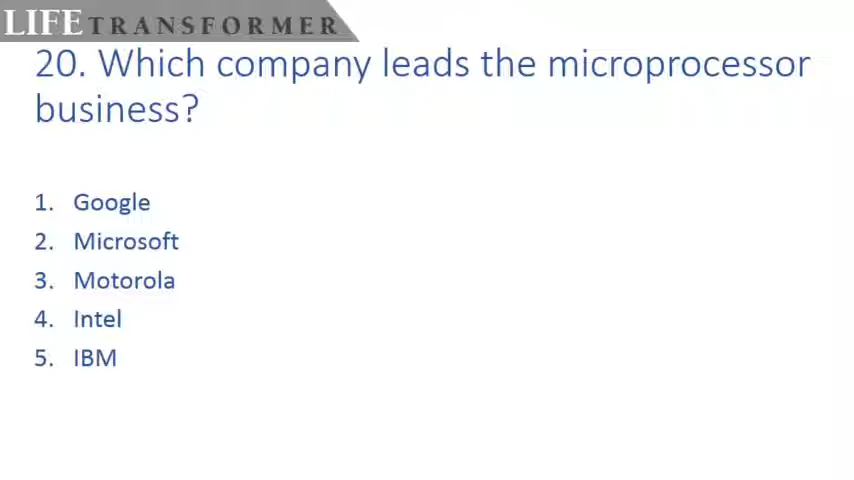 LIFE TRANSFORMER
20. Which company leads the microprocessor
business?
1. Google
2. Microsoft
3. Motorola
4. Intel
5. IBM